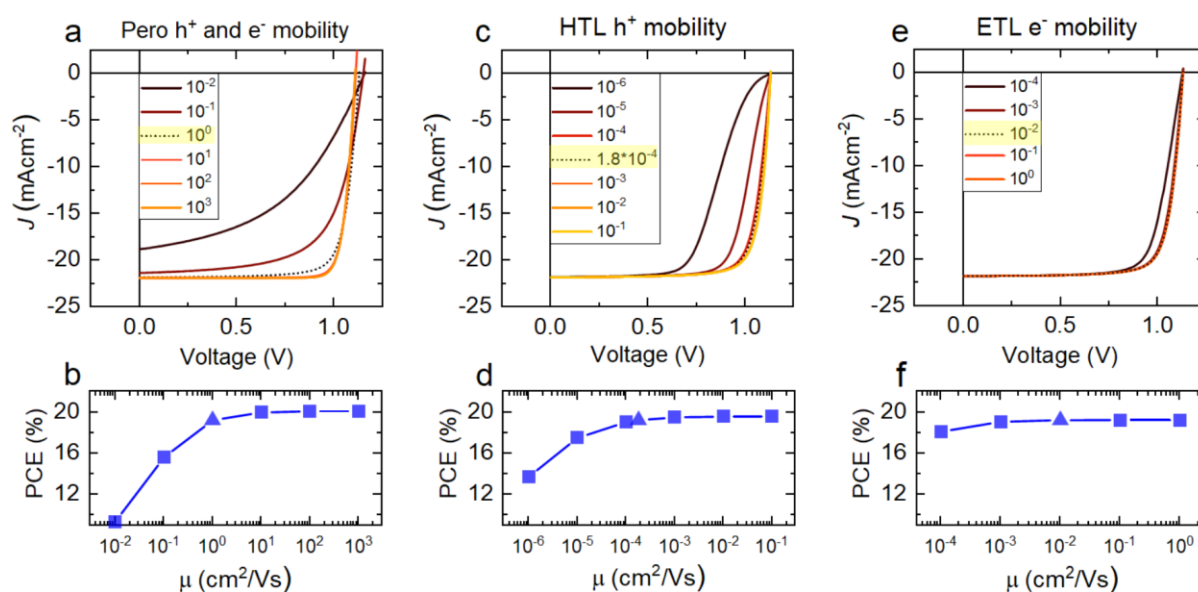 a
Pero h⁺ and e⁻ mobility
0
-5
-10
-15
-20
-25
J (mAcm⁻²)
10⁻²
10⁻¹
10⁰
10¹
10²
10³
0.0
0.5
1.0
Voltage (V)
c
HTL h⁺ mobility
0
-5
-10
-15
-20
-25
J (mAcm⁻²)
10⁻⁶
10⁻⁵
10⁻⁴
1.8*10⁻⁴
10⁻³
10⁻²
10⁻¹
0.0
0.5
1.0
Voltage (V)
e
ETL e⁻ mobility
0
-5
-10
-15
-20
-25
J (mAcm⁻²)
10⁻⁴
10⁻³
10⁻²
10⁻¹
10⁰
0.0
0.5
1.0
Voltage (V)
b
20
16
12
PCE (%)
10⁻² 10⁻¹ 10⁰ 10¹ 10² 10³
μ (cm²/Vs)
d
20
16
12
PCE (%)
10⁻⁶ 10⁻⁵ 10⁻⁴ 10⁻³ 10⁻² 10⁻¹
μ (cm²/Vs)
f
20
16
12
PCE (%)
10⁻⁴ 10⁻³ 10⁻² 10⁻¹ 10⁰
μ (cm²/Vs)